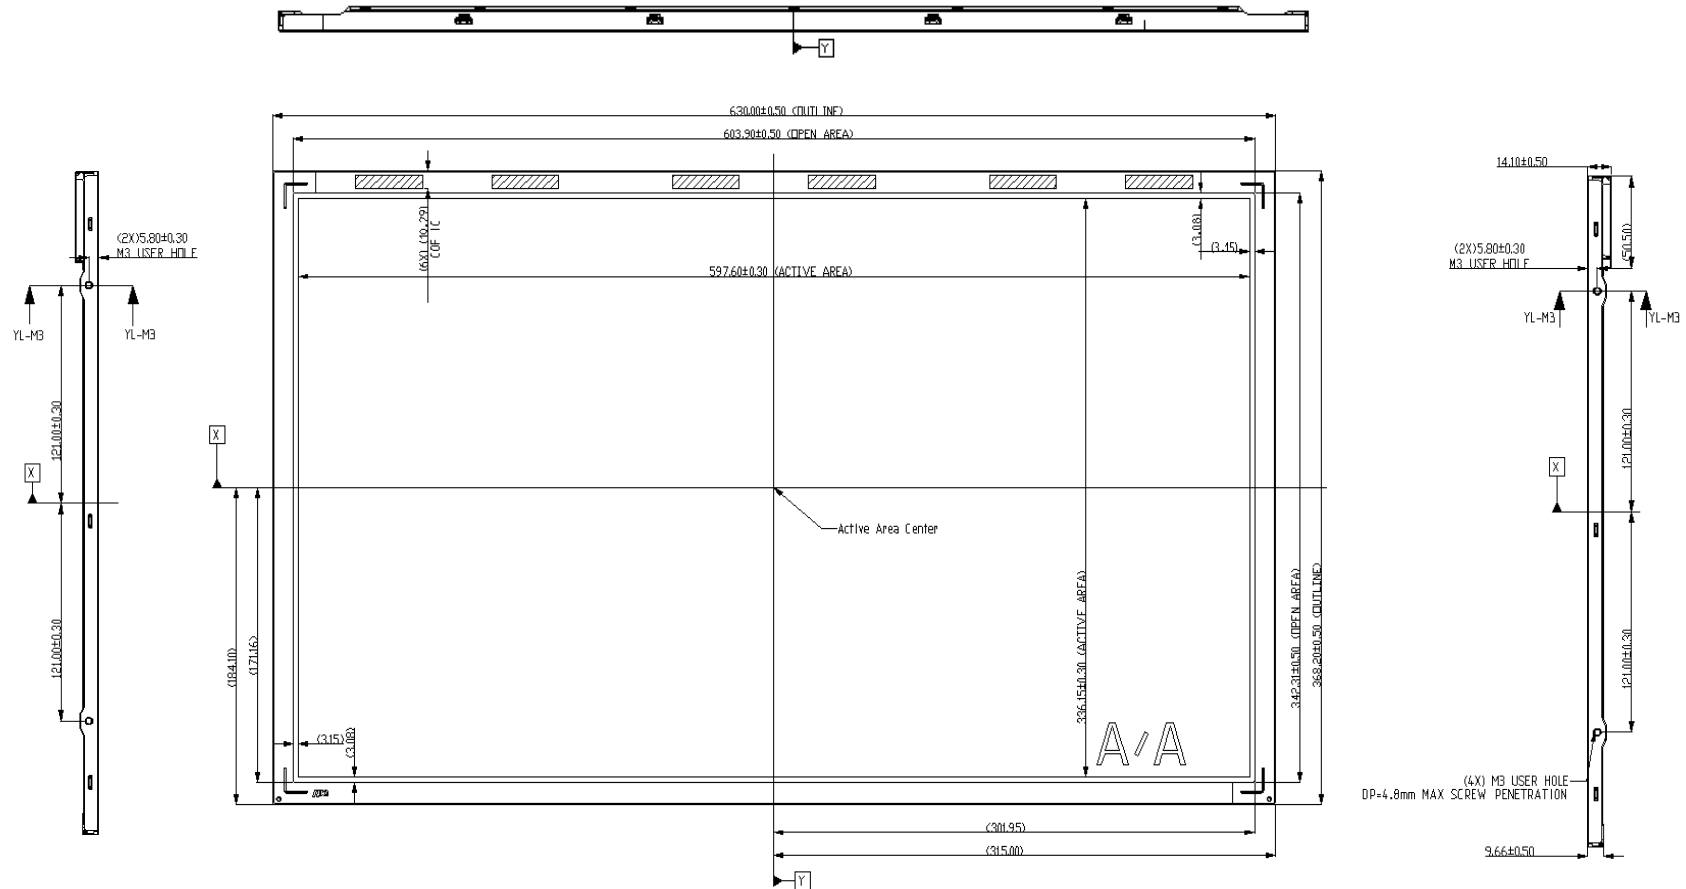 Y
630.00±0.50 (OUTLINE)
603.90±0.50 (OPEN AREA)
14.10±0.50
(2X)5.80±0.30
M3 USER HOLE
(6X) (10.29)
COF IC
(3.08)
(3.15)
(2X)5.80±0.30
M3 USER HOLE
(50.50)
597.60±0.30 (ACTIVE AREA)
YL-M3
YL-M3
YL-M3
YL-M3
121.00±0.30
121.00±0.30
X
X
X
Active Area Center
121.00±0.30
121.00±0.30
(184.10)
(171.16)
336.15±0.30 (ACTIVE AREA)
342.31±0.50 (OPEN AREA)
368.20±0.50 (OUTLINE)
(3.15)
(3.08)
A/A
(4X) M3 USER HOLE
DP=4.8mm MAX SCREW PENETRATION
(301.95)
(315.00)
9.66±0.50
Y